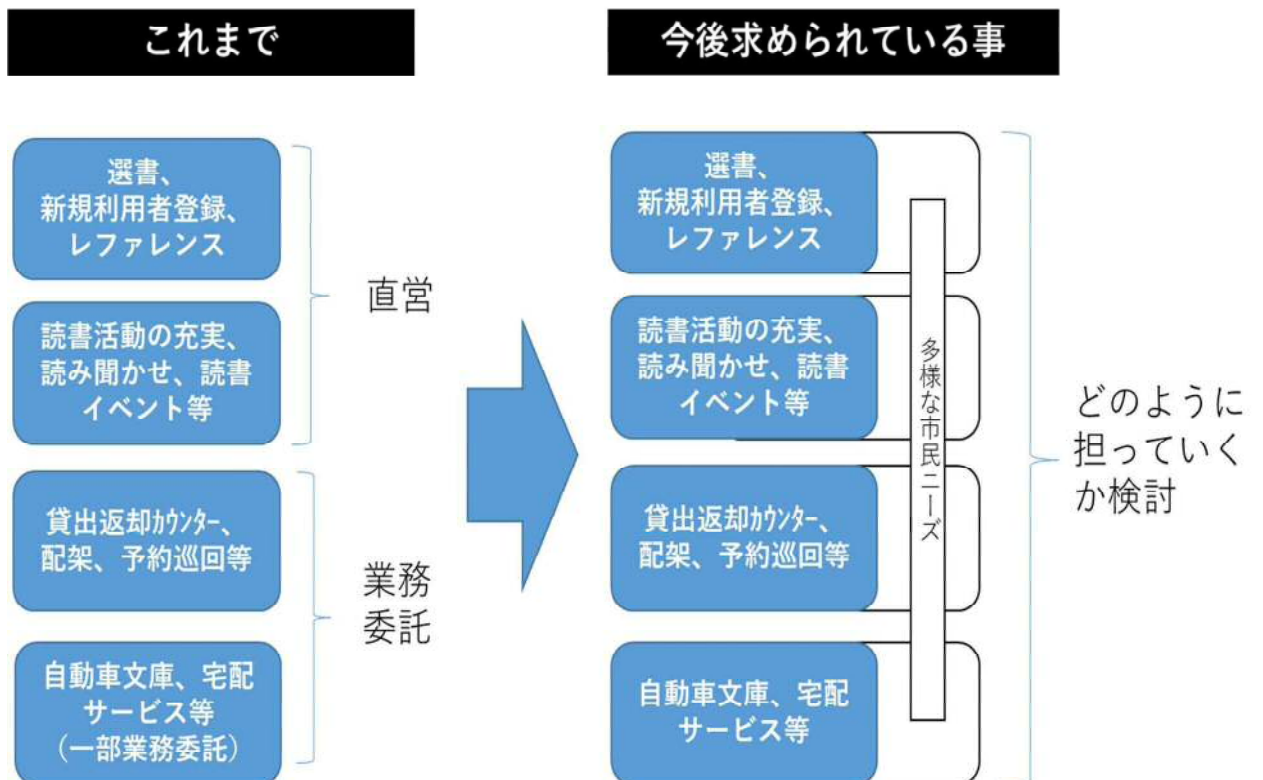 これまで
選書、
新規利用者登録、
レファレンス
読書活動の充実、
読み聞かせ、読書
イベント等
直営
貸出返却ｶｳﾝﾀｰ、
配架、予約巡回等
自動車文庫、宅配
サービス等
（一部業務委託）
業務
委託
今後求められている事
選書、
新規利用者登録、
レファレンス
読書活動の充実、
読み聞かせ、読書
イベント等
貸出返却ｶｳﾝﾀｰ、
配架、予約巡回等
自動車文庫、宅配
サービス等
多様な市民ニーズ
どのように
担っていく
か検討